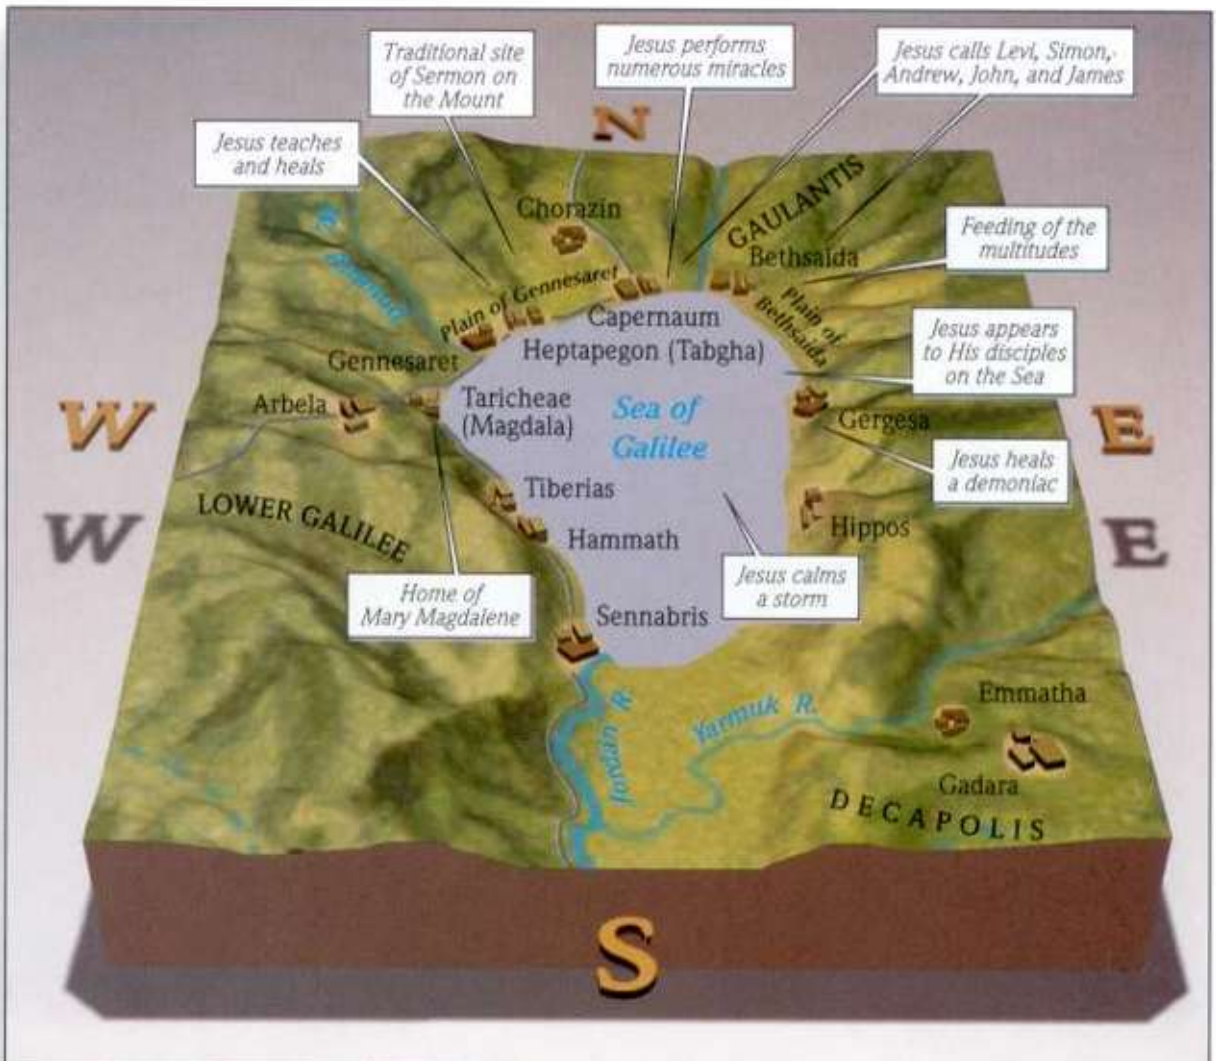 Traditional site
of Sermon on
the Mount
Jesus performs
numerous miracles
Jesus calls Levi, Simon,
Andrew, John, and James
Jesus teaches
and heals
N
GAULANTIS
Chorazin
Feeding of the
multitudes
Bethsaida
R.
Plain of Gennesaret
Plain of
Bethsaida
Capernaum
Heptapegon (Tabgha)
Jesus appears
to His disciples
on the Sea
Gennesaret
W
Arbela
Taricheae
(Magdala)
Sea of
Galilee
Gergesa
E
Jesus heals
a demoniac
Tiberias
LOWER GALILEE
Hammath
Hippos
W
E
Home of
Mary Magdalene
Jesus calms
a storm
Sennabris
Jordan R.
Yarmuk R.
Emmatha
Gadara
DECAPOLIS
S